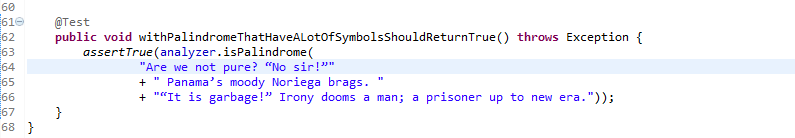 60
61 @Test
62 public void withPalindromeThatHaveALotOfSymbolsShouldReturnTrue() throws Exception {
63 assertTrue(analyzer.isPalindrome(
64 "Are we not pure? “No sir!”"
65 + " Panama’s moody Noriega brags. "
66 + "“It is garbage!” Irony dooms a man; a prisoner up to new era."));
67 }
68 }